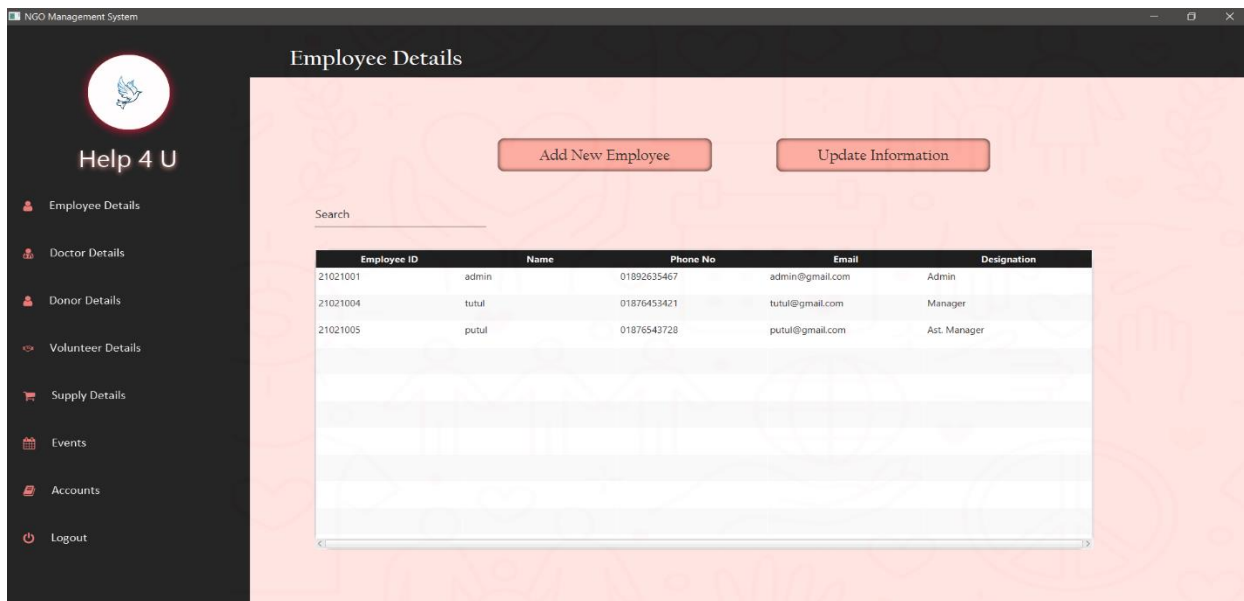 NGO Management System
Help 4 U
Employee Details
Doctor Details
Donor Details
Volunteer Details
Supply Details
Events
Accounts
Logout
Employee Details
Add New Employee Update Information
Search
Employee ID Name Phone No Email Designation
21021001 admin 01892635467 admin@gmail.com Admin
21021004 tutul 01876453421 tutul@gmail.com Manager
21021005 putul 01876543728 putul@gmail.com Ast. Manager